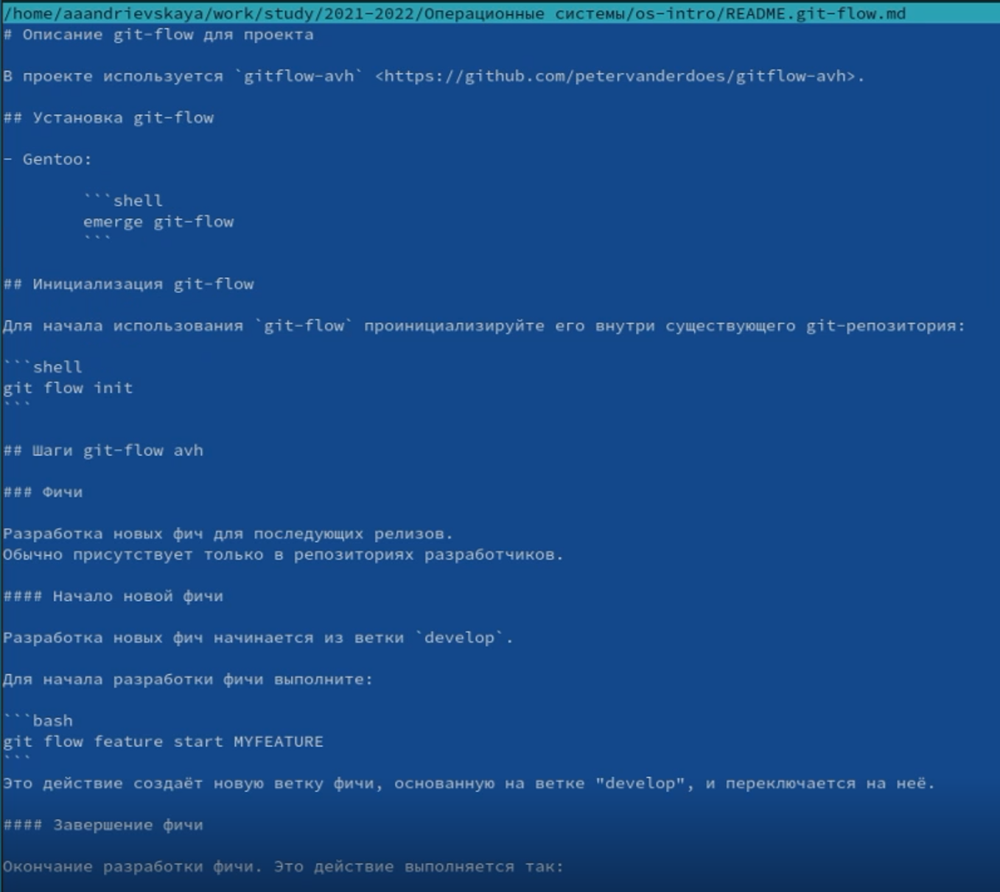 /home/aaandrievskaya/work/study/2021-2022/Операционные системы/os-intro/README.git-flow.md
# Описание git-flow для проекта
В проекте используется `gitflow-avh` <https://github.com/petervanderdoes/gitflow-avh>.
## Установка git-flow
- Gentoo:
```shell
emerge git-flow
```
## Инициализация git-flow
Для начала использования `git-flow` проинициализируйте его внутри существующего git-репозитория:
```shell
git flow init
```
## Шаги git-flow avh
### Фичи
Разработка новых фич для последующих релизов.
Обычно присутствует только в репозиториях разработчиков.
#### Начало новой фичи
Разработка новых фич начинается из ветки `develop`.
Для начала разработки фичи выполните:
```bash
git flow feature start MYFEATURE
```
Это действие создаёт новую ветку фичи, основанную на ветке "develop", и переключается на неё.
#### Завершение фичи
Окончание разработки фичи. Это действие выполняется так: